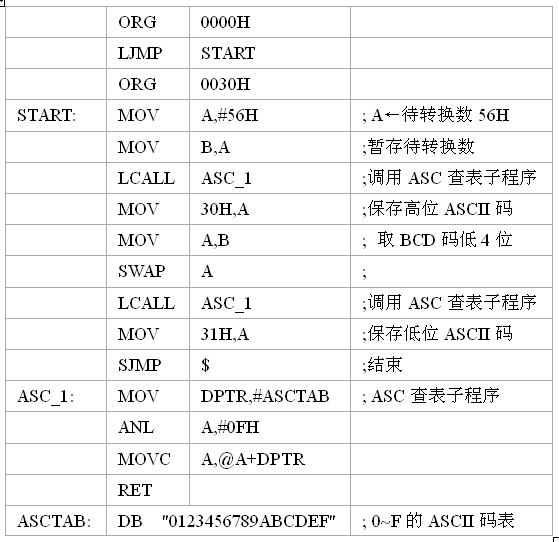 ORG 0000H
LJMP START
ORG 0030H
START: MOV A,#56H ; A←待转换数 56H
MOV B,A ;暂存待转换数
LCALL ASC_1 ;调用 ASC 查表子程序
MOV 30H,A ;保存高位 ASCII 码
MOV A,B ; 取 BCD 码低 4 位
SWAP A ;
LCALL ASC_1 ;调用 ASC 查表子程序
MOV 31H,A ;保存低位 ASCII 码
SJMP $ ;结束
ASC_1: MOV DPTR,#ASCTAB ; ASC 查表子程序
ANL A,#0FH
MOVC A,@A+DPTR
RET
ASCTAB: DB "0123456789ABCDEF" ; 0~F 的 ASCII 码表